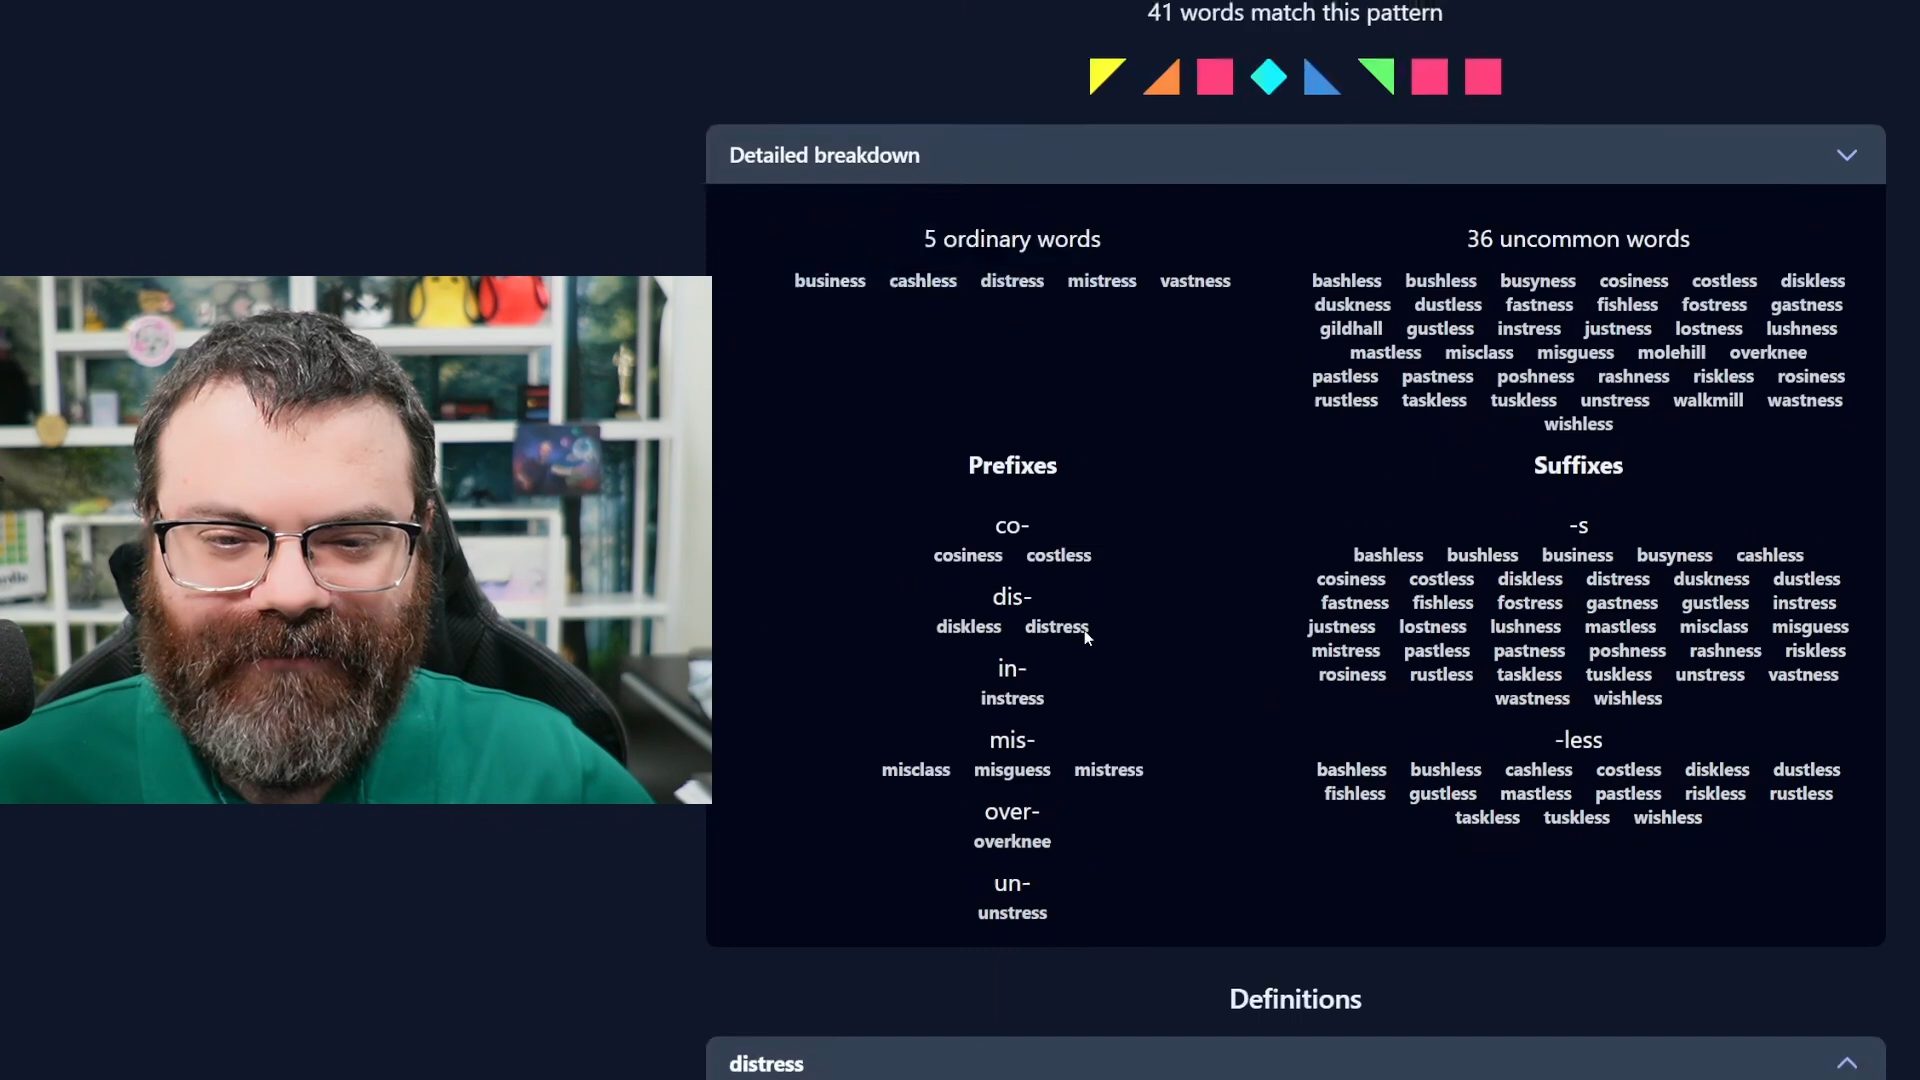 41 words match this pattern
Detailed breakdown
5 ordinary words
business cashless distress mistress vastness
36 uncommon words
bashless bushless busyness cosiness costless diskless
duskness dustless fastness fishless fostress gastness
gildhall gustless instress justness lostness lushness
mastless misclass misguess molehill overknee
pastless pastness poshness rashness riskless rosiness
rustless taskless tuskless unstress walkmill wastness
wishless
Prefixes
co-
cosiness costless
dis-
diskless distress
in-
instress
mis-
misclass misguess mistress
over-
overknee
un-
unstress
Suffixes
-s
bashless bushless business busyness cashless
cosiness costless diskless distress duskness dustless
fastness fishless fostress gastness gustless instress
justness lostness lushness mastless misclass misguess
mistress pastless pastness poshness rashness riskless
rosiness rustless taskless tuskless unstress vastness
wastness wishless
-less
bashless bushless cashless costless diskless dustless
fishless gustless mastless pastless riskless rustless
taskless tuskless wishless
Definitions
distress